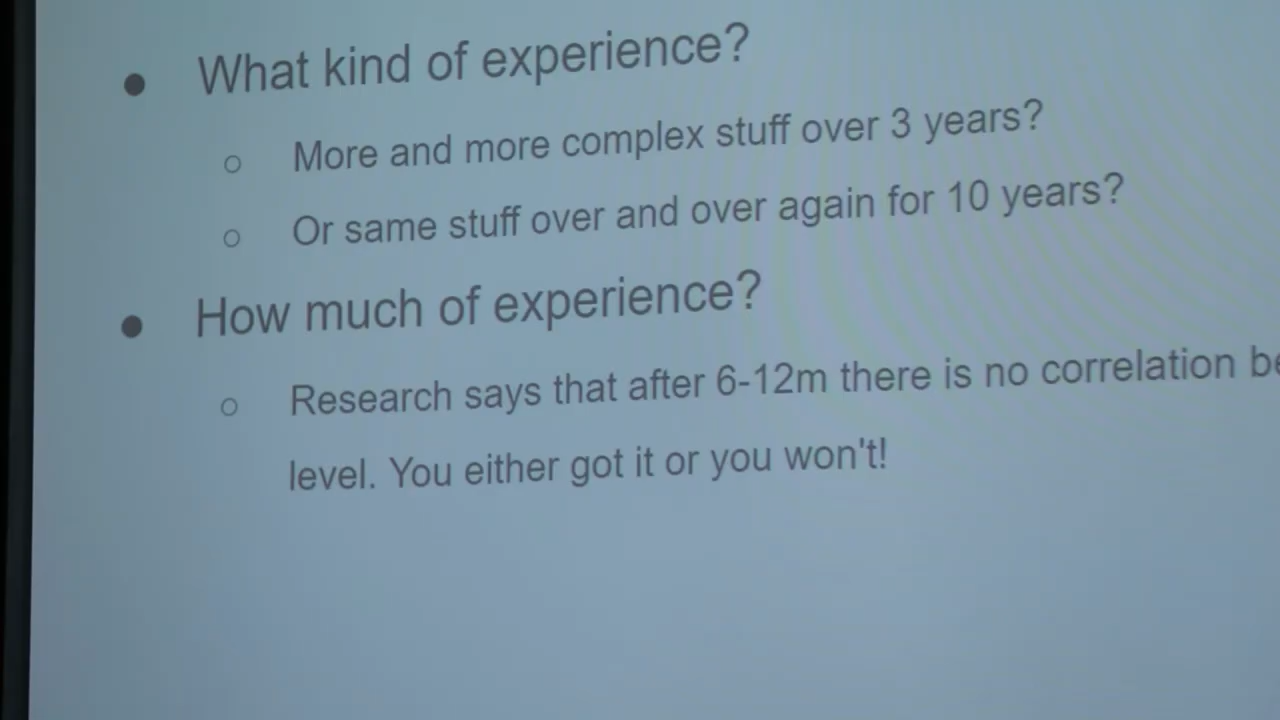 ● What kind of experience?
○ More and more complex stuff over 3 years?
○ Or same stuff over and over again for 10 years?
● How much of experience?
○ Research says that after 6-12m there is no correlation
level. You either got it or you won't!